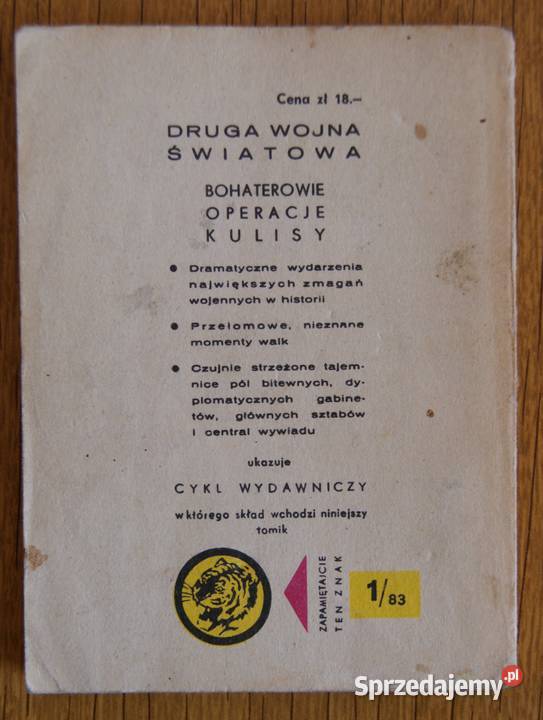 Cena zł 18.–
DRUGA WOJNA
ŚWIATOWA
BOHATEROWIE
OPERACJE
KULISY
● Dramatyczne wydarzenia
największych zmagań
wojennych w historii
● Przełomowe, nieznane
momenty walk
● Czujnie strzeżone tajem-
nice pól bitewnych, dy-
plomatycznych gabine-
tów, głównych sztabów
i central wywiadu
ukazuje
CYKL WYDAWNICZY
w którego skład wchodzi niniejszy
tomik
ZAPAMIĘTAJCIE
TEN ZNAK
1/83
Sprzedajemy.pl